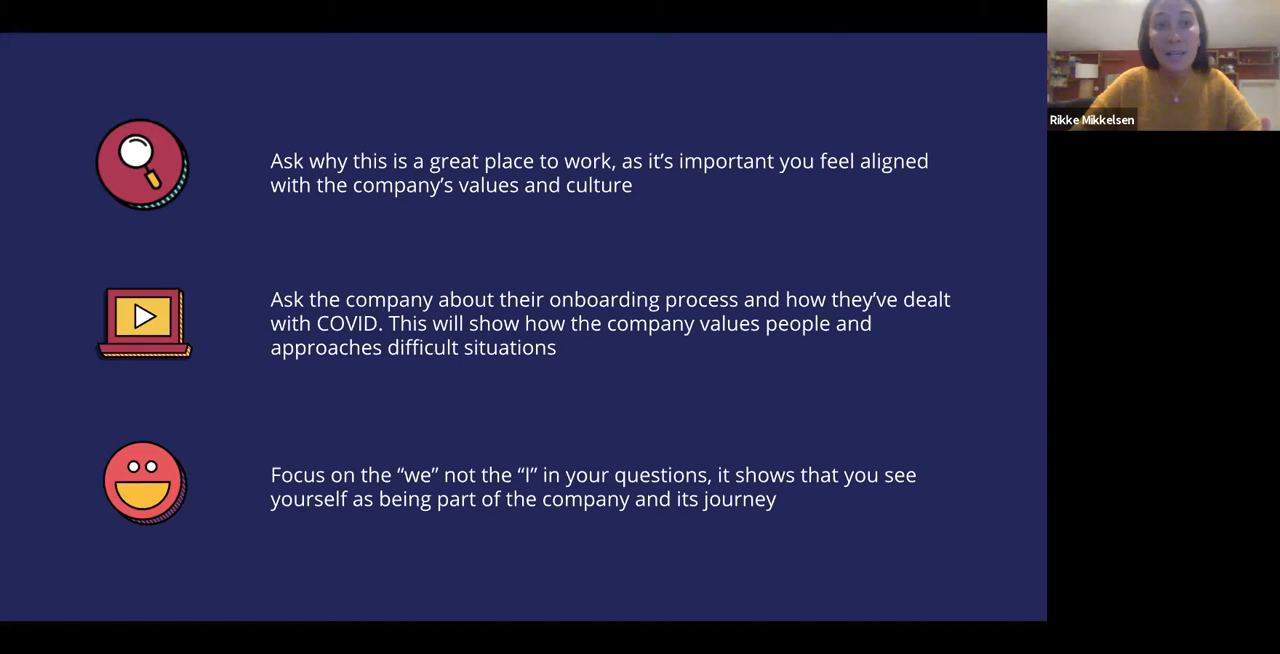 Ask why this is a great place to work, as it’s important you feel aligned
with the company’s values and culture
Ask the company about their onboarding process and how they’ve dealt
with COVID. This will show how the company values people and
approaches difficult situations
Focus on the “we” not the “I” in your questions, it shows that you see
yourself as being part of the company and its journey
Rikke Mikkelsen